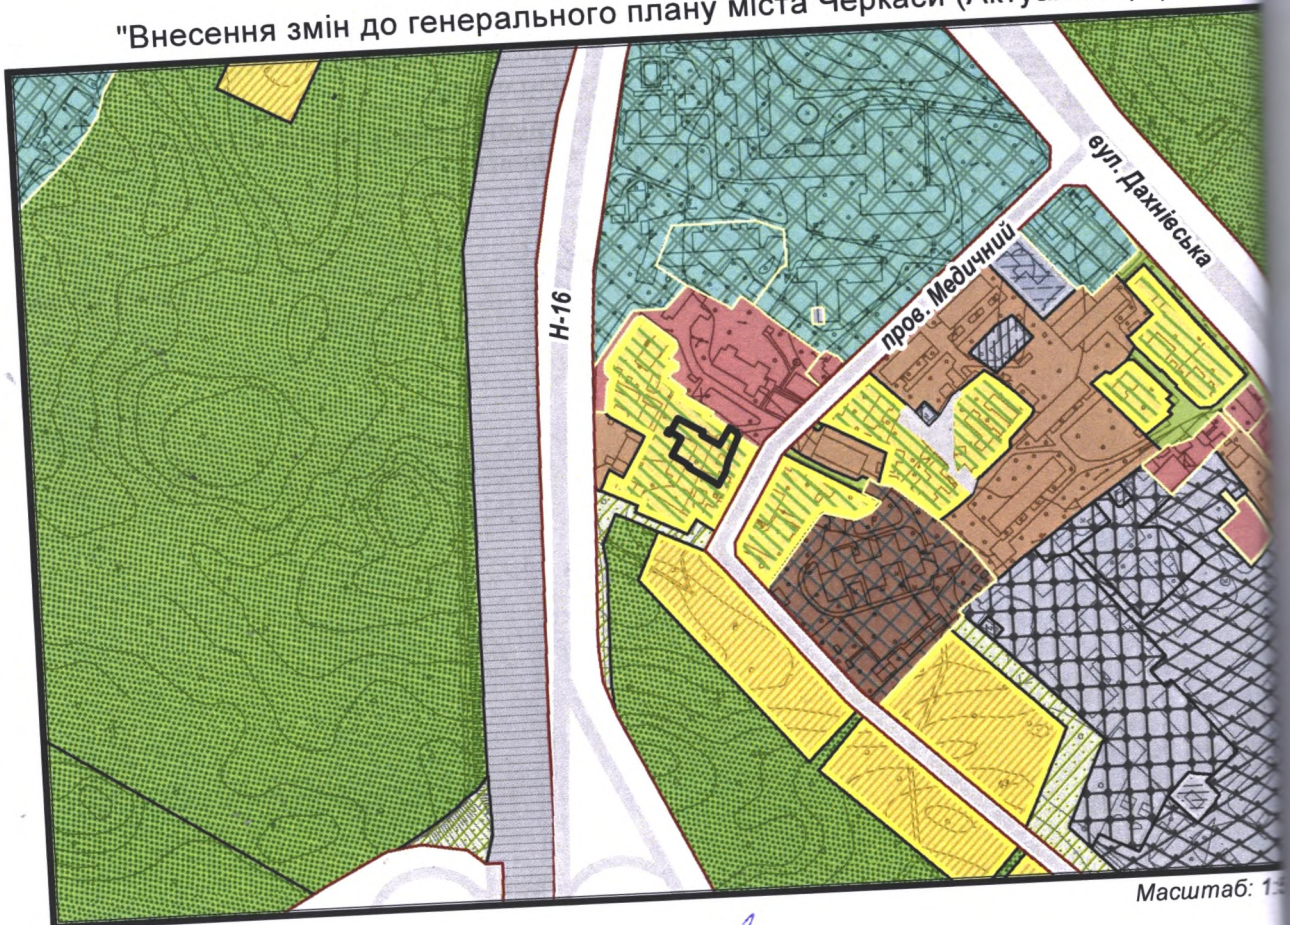 "Внесення змін до генерального плану міста Черкаси
вул. Дахнівська
пров. Медичний
Н-16
Масштаб: